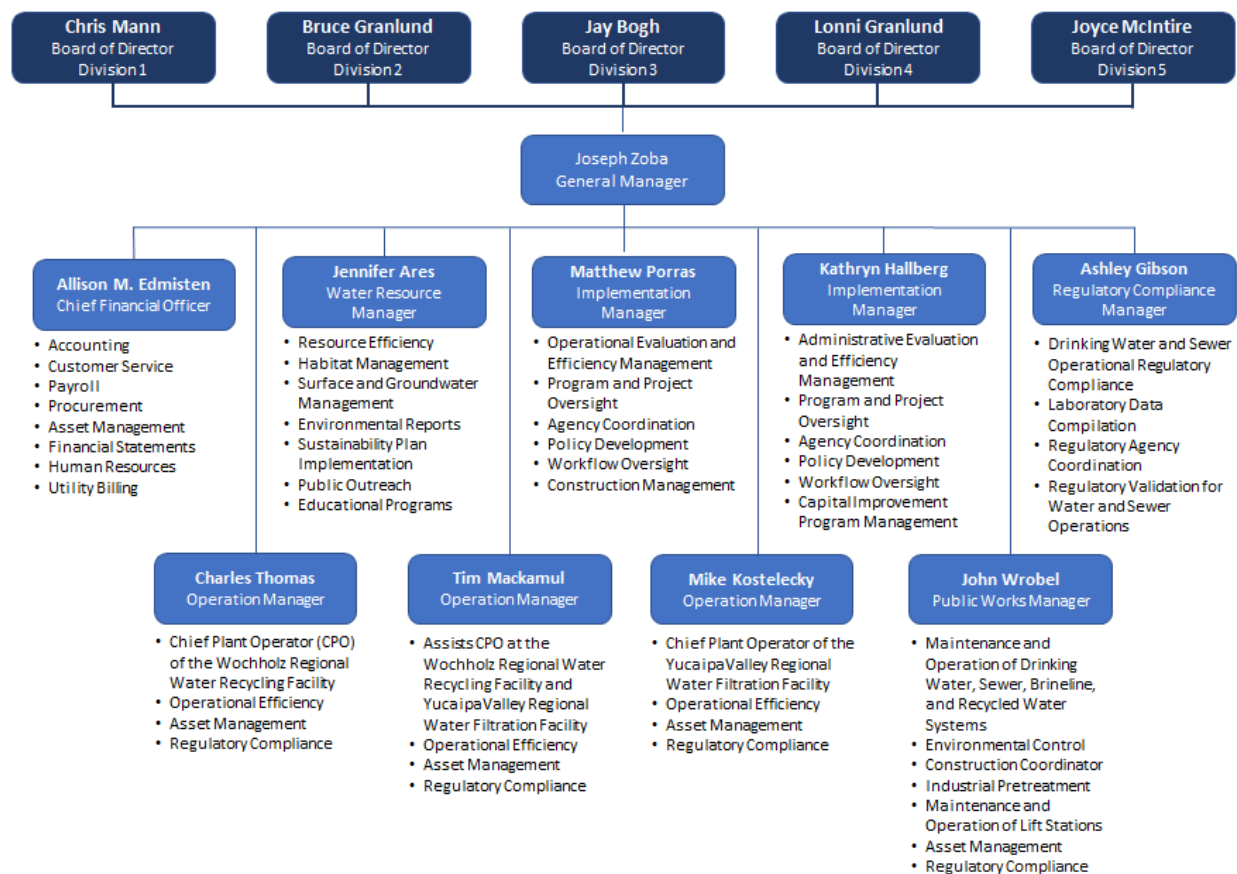 Chris Mann
Board of Director
Division 1
Bruce Granlund
Board of Director
Division 2
Jay Bogh
Board of Director
Division 3
Lonni Granlund
Board of Director
Division 4
Joyce McIntire
Board of Director
Division 5
Joseph Zoba
General Manager
Allison M. Edmisten
Chief Financial Officer
• Accounting
• Customer Service
• Payroll
• Procurement
• Asset Management
• Financial Statements
• Human Resources
• Utility Billing
Jennifer Ares
Water Resource
Manager
• Resource Efficiency
• Habitat Management
• Surface and Groundwater
Management
• Environmental Reports
• Sustainability Plan
Implementation
• Public Outreach
• Educational Programs
Matthew Porras
Implementation
Manager
• Operational Evaluation and
Efficiency Management
• Program and Project
Oversight
• Agency Coordination
• Policy Development
• Workflow Oversight
• Construction Management
Kathryn Hallberg
Implementation
Manager
• Administrative Evaluation
and Efficiency
Management
• Program and Project
Oversight
• Agency Coordination
• Policy Development
• Workflow Oversight
• Capital Improvement
Program Management
Ashley Gibson
Regulatory Compliance
Manager
• Drinking Water and Sewer
Operational Regulatory
Compliance
• Laboratory Data
Compilation
• Regulatory Agency
Coordination
• Regulatory Validation for
Water and Sewer
Operations
Charles Thomas
Operation Manager
• Chief Plant Operator (CPO)
of the Wochholz Regional
Water Recycling Facility
• Operational Efficiency
• Asset Management
• Regulatory Compliance
Tim Mackamul
Operation Manager
• Assists CPO at the
Wochholz Regional Water
Recycling Facility and
Yucaipa Valley Regional
Water Filtration Facility
• Operational Efficiency
• Asset Management
• Regulatory Compliance
Mike Kostelecky
Operation Manager
• Chief Plant Operator of the
Yucaipa Valley Regional
Water Filtration Facility
• Operational Efficiency
• Asset Management
• Regulatory Compliance
John Wrobel
Public Works Manager
• Maintenance and
Operation of Drinking
Water, Sewer, Brineline,
and Recycled Water
Systems
• Environmental Control
• Construction Coordinator
• Industrial Pretreatment
• Maintenance and
Operation of Lift Stations
• Asset Management
• Regulatory Compliance